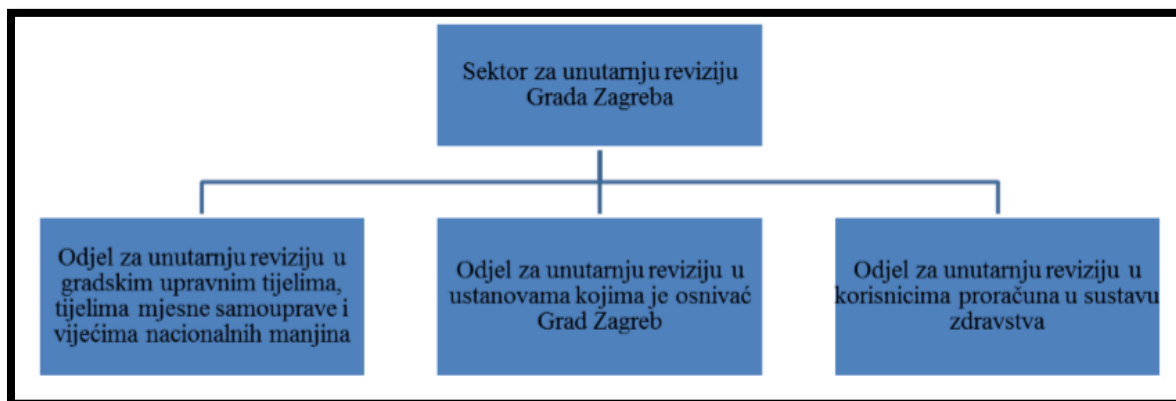 Sektor za unutarnju reviziju
Grada Zagreba
Odjel za unutarnju reviziju u
gradskim upravnim tijelima,
tijelima mjesne samouprave i
vijećima nacionalnih manjina
Odjel za unutarnju reviziju u
ustanovama kojima je osnivač
Grad Zagreb
Odjel za unutarnju reviziju u
korisnicima proračuna u sustavu
zdravstva